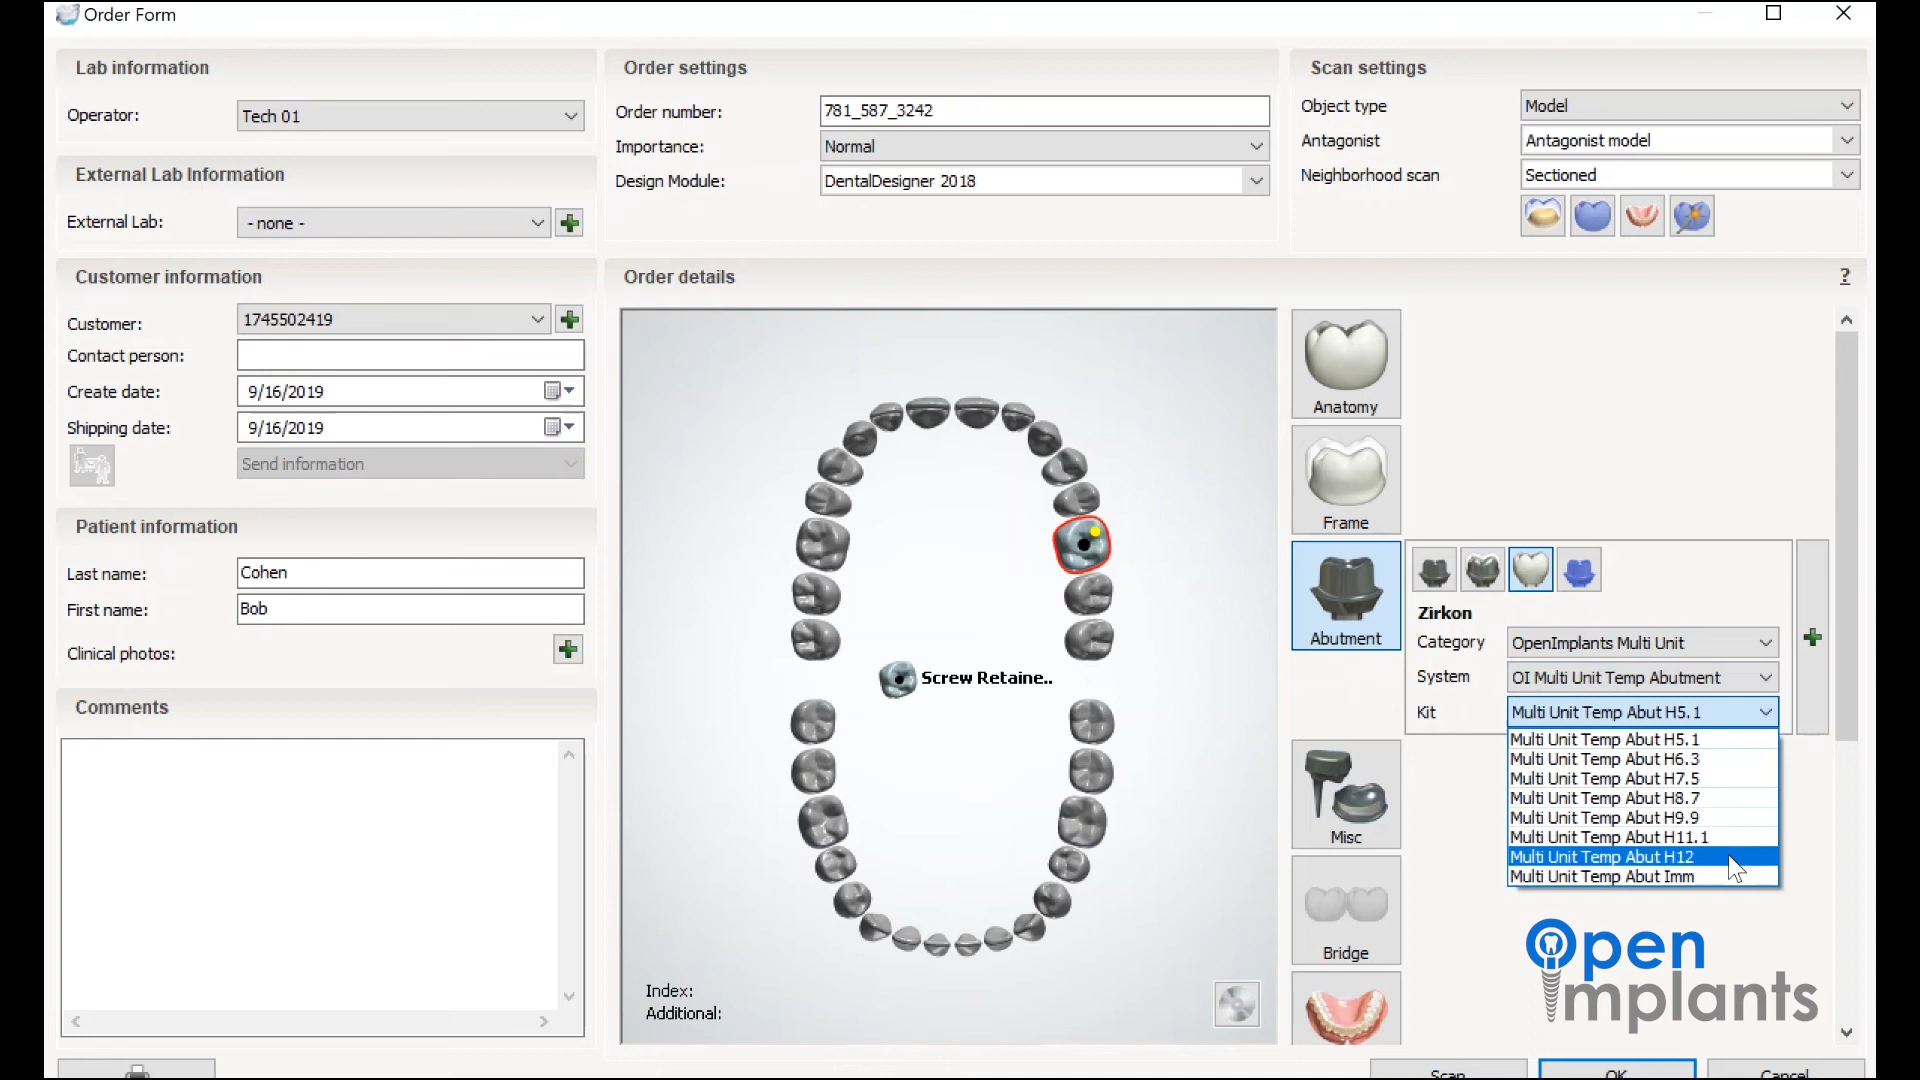 Order Form
Lab information
Operator:
Tech 01
External Lab Information
External Lab:
- none -
Customer information
Customer:
1745502419
Contact person:
Create date:
9/16/2019
Shipping date:
9/16/2019
Send information
Patient information
Last name:
Cohen
First name:
Bob
Clinical photos:
Comments
Order settings
Order number:
781_587_3242
Importance:
Normal
Design Module:
DentalDesigner 2018
Scan settings
Object type
Model
Antagonist
Antagonist model
Neighborhood scan
Sectioned
Order details
?
Screw Retaine..
Index:
Additional:
Anatomy
Frame
Abutment
Misc
Bridge
Zirkon
Category
OpenImplants Multi Unit
System
OI Multi Unit Temp Abutment
Kit
Multi Unit Temp Abut H5.1
Multi Unit Temp Abut H5.1
Multi Unit Temp Abut H6.3
Multi Unit Temp Abut H7.5
Multi Unit Temp Abut H8.7
Multi Unit Temp Abut H9.9
Multi Unit Temp Abut H11.1
Multi Unit Temp Abut H12
Multi Unit Temp Abut Imm
Open
Implants
Scan
OK
Cancel